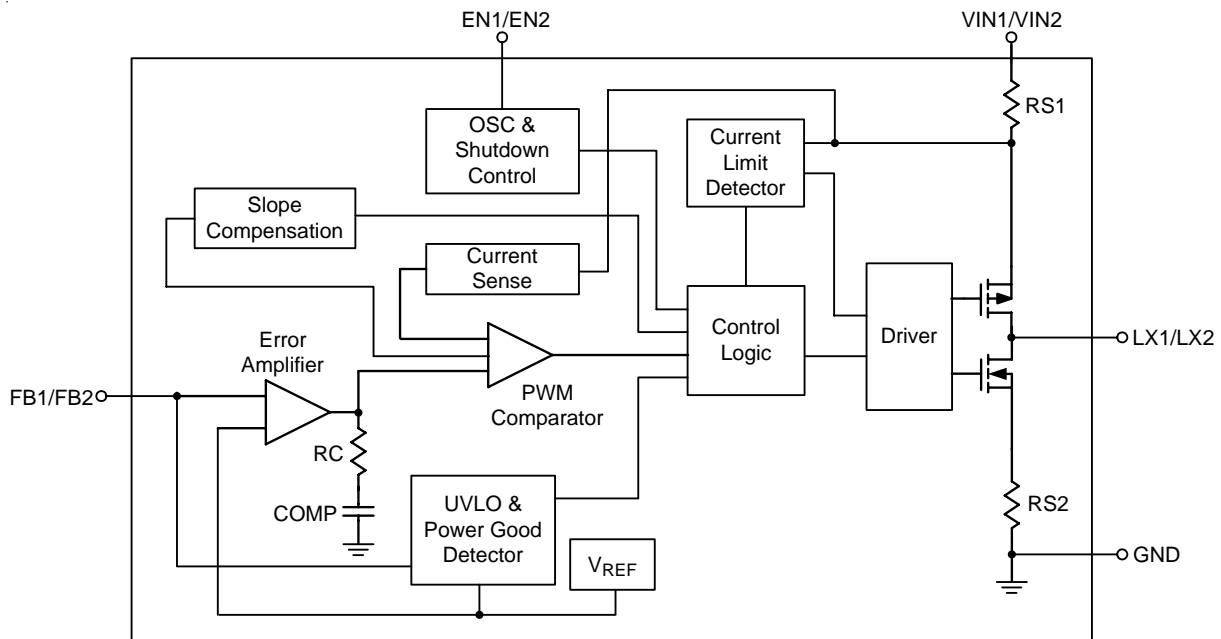 EN1/EN2
VIN1/VIN2
RS1
OSC &
Shutdown
Control
Current
Limit
Detector
Slope
Compensation
Current
Sense
Control
Logic
Driver
LX1/LX2
Error
Amplifier
FB1/FB2
PWM
Comparator
RC
COMP
UVLO &
Power Good
Detector
VREF
RS2
GND